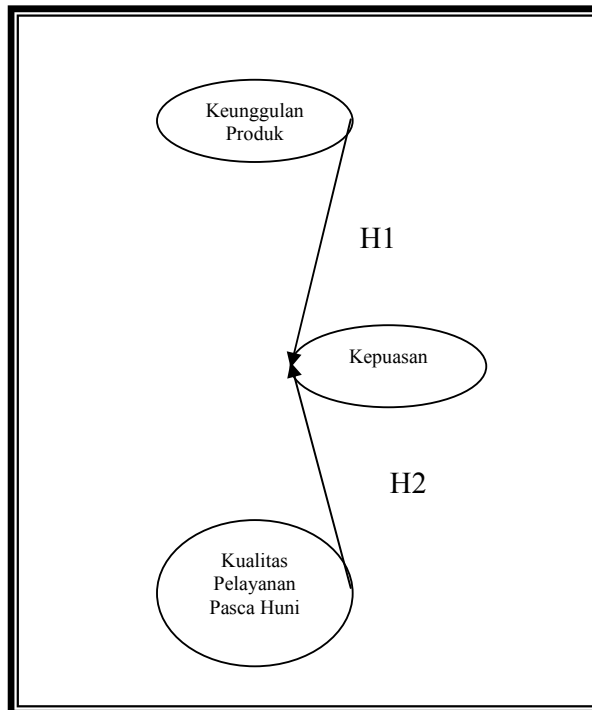 Keunggulan
Produk
H1
Kepuasan
H2
Kualitas
Pelayanan
Pasca Huni